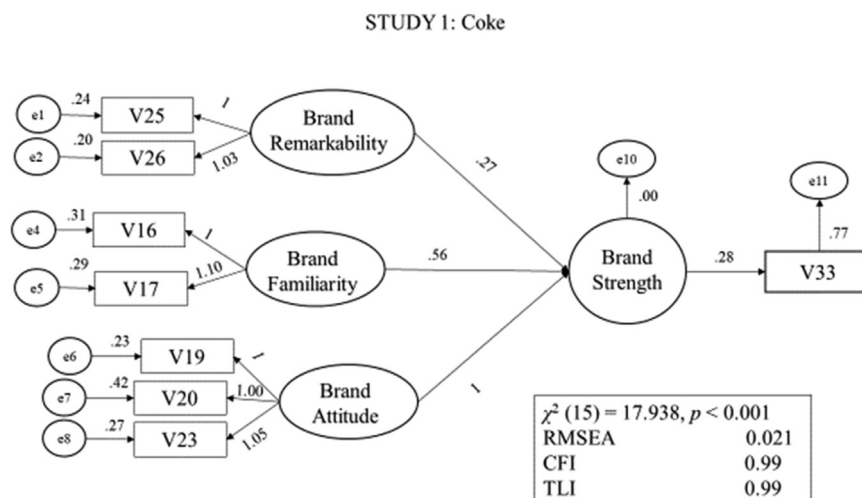 STUDY 1: Coke
e1
.24
V25
1
e2
.20
V26
1.03
Brand
Remarkability
.27
e4
.31
V16
1
e5
.29
V17
1.10
Brand
Familiarity
.56
e6
.23
V19
1
e7
.42
V20
1.00
e8
.27
V23
1.05
Brand
Attitude
1
e10
.00
Brand
Strength
.28
e11
.77
V33
χ² (15) = 17.938, p < 0.001
RMSEA 0.021
CFI 0.99
TLI 0.99